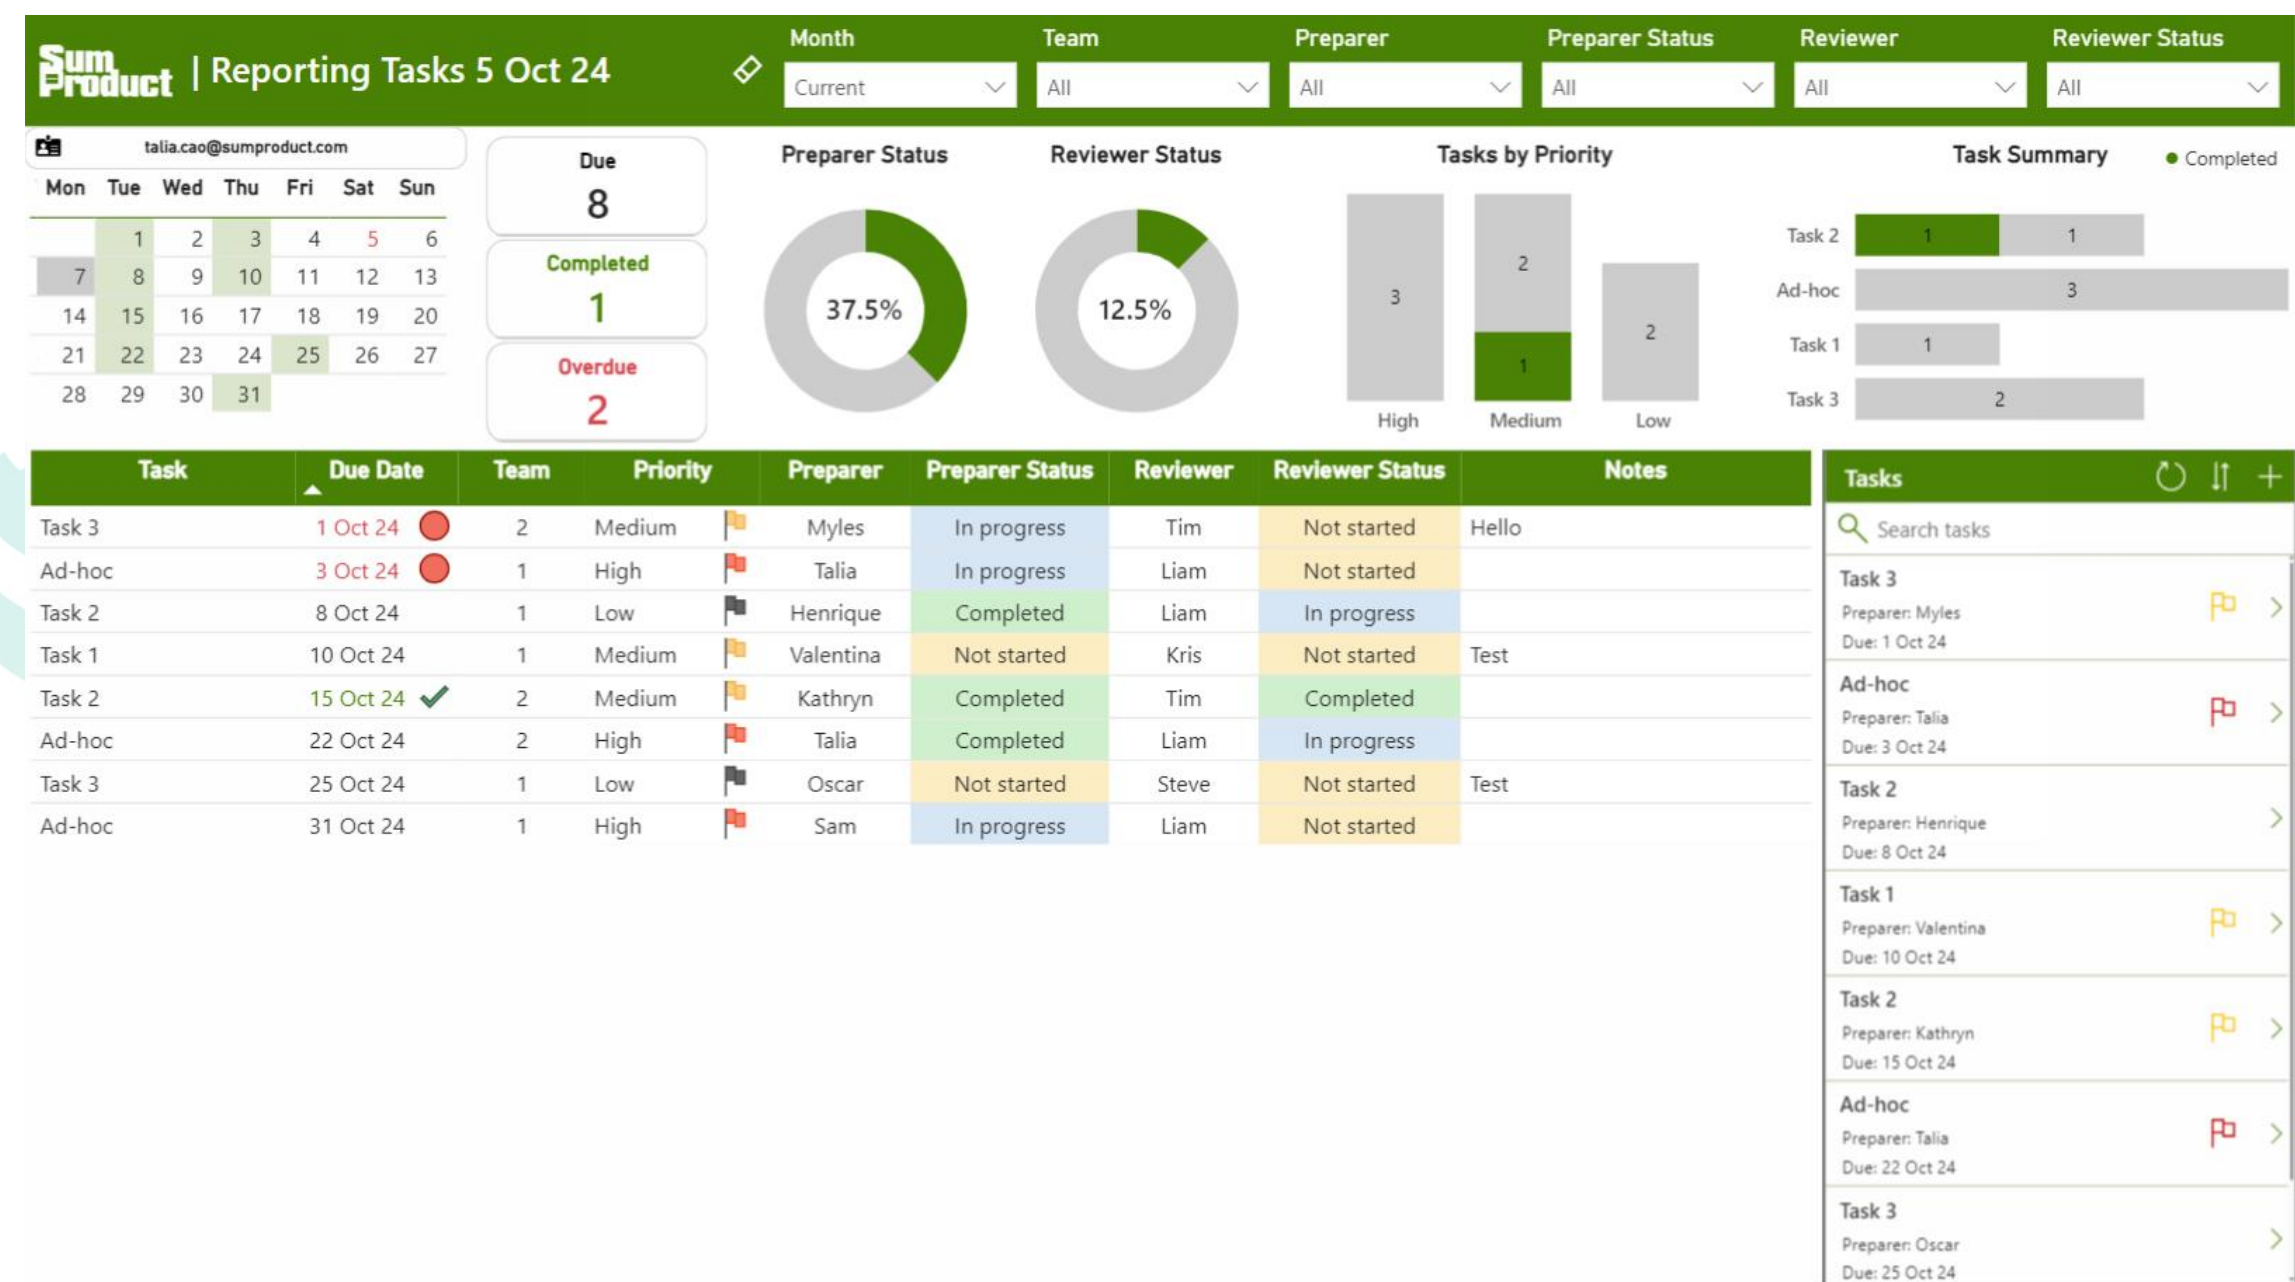 Sum Product | Reporting Tasks 5 Oct 24
Month Team Preparer Preparer Status Reviewer Reviewer Status
Current All All All All All
talia.cao@sumproduct.com
Mon Tue Wed Thu Fri Sat Sun
1 2 3 4 5 6
7 8 9 10 11 12 13
14 15 16 17 18 19 20
21 22 23 24 25 26 27
28 29 30 31
Due
8
Completed
1
Overdue
2
Preparer Status
37.5%
Reviewer Status
12.5%
Tasks by Priority
3 2 1 2
High Medium Low
Task Summary
Completed
Task 2 1 1
Ad-hoc 3
Task 1 1
Task 3 2
Task Due Date Team Priority Preparer Preparer Status Reviewer Reviewer Status Notes
Task 3 1 Oct 24 2 Medium Myles In progress Tim Not started Hello
Ad-hoc 3 Oct 24 1 High Talia In progress Liam Not started
Task 2 8 Oct 24 1 Low Henrique Completed Liam In progress
Task 1 10 Oct 24 1 Medium Valentina Not started Kris Not started Test
Task 2 15 Oct 24 2 Medium Kathryn Completed Tim Completed
Ad-hoc 22 Oct 24 2 High Talia Completed Liam In progress
Task 3 25 Oct 24 1 Low Oscar Not started Steve Not started Test
Ad-hoc 31 Oct 24 1 High Sam In progress Liam Not started
Tasks
Search tasks
Task 3
Preparer: Myles
Due: 1 Oct 24
Ad-hoc
Preparer: Talia
Due: 3 Oct 24
Task 2
Preparer: Henrique
Due: 8 Oct 24
Task 1
Preparer: Valentina
Due: 10 Oct 24
Task 2
Preparer: Kathryn
Due: 15 Oct 24
Ad-hoc
Preparer: Talia
Due: 22 Oct 24
Task 3
Preparer: Oscar
Due: 25 Oct 24